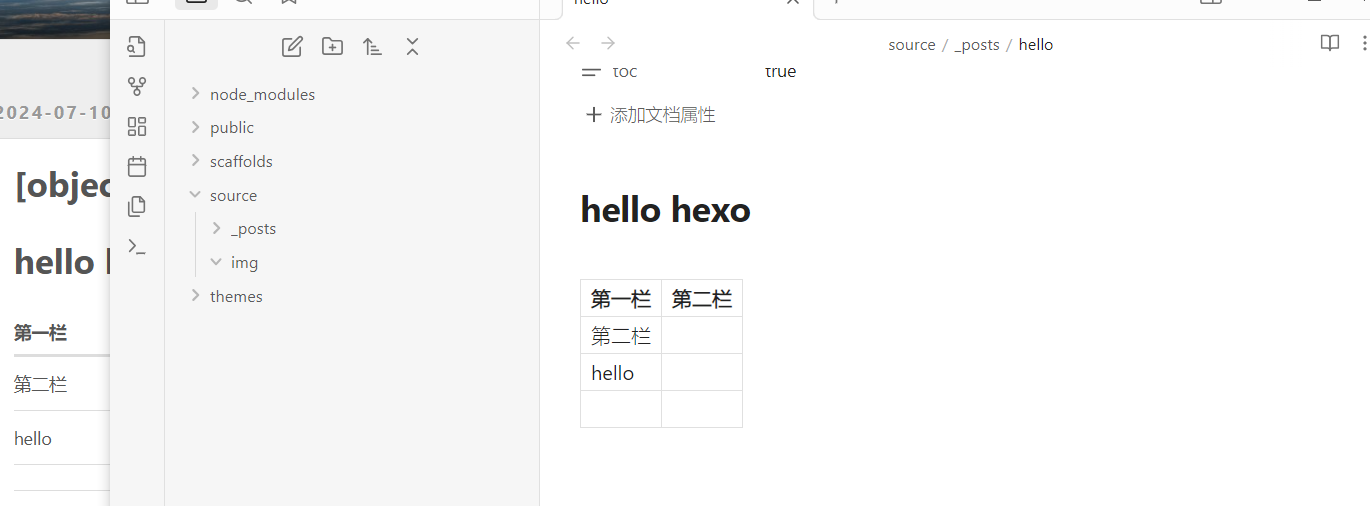 hello
source / _posts / hello
toc true
添加文档属性
2024-07-10
node_modules
public
scaffolds
source
_posts
img
themes
[objec
hello
第一栏
第二栏
hello
hello hexo
第一栏 第二栏
第二栏
hello